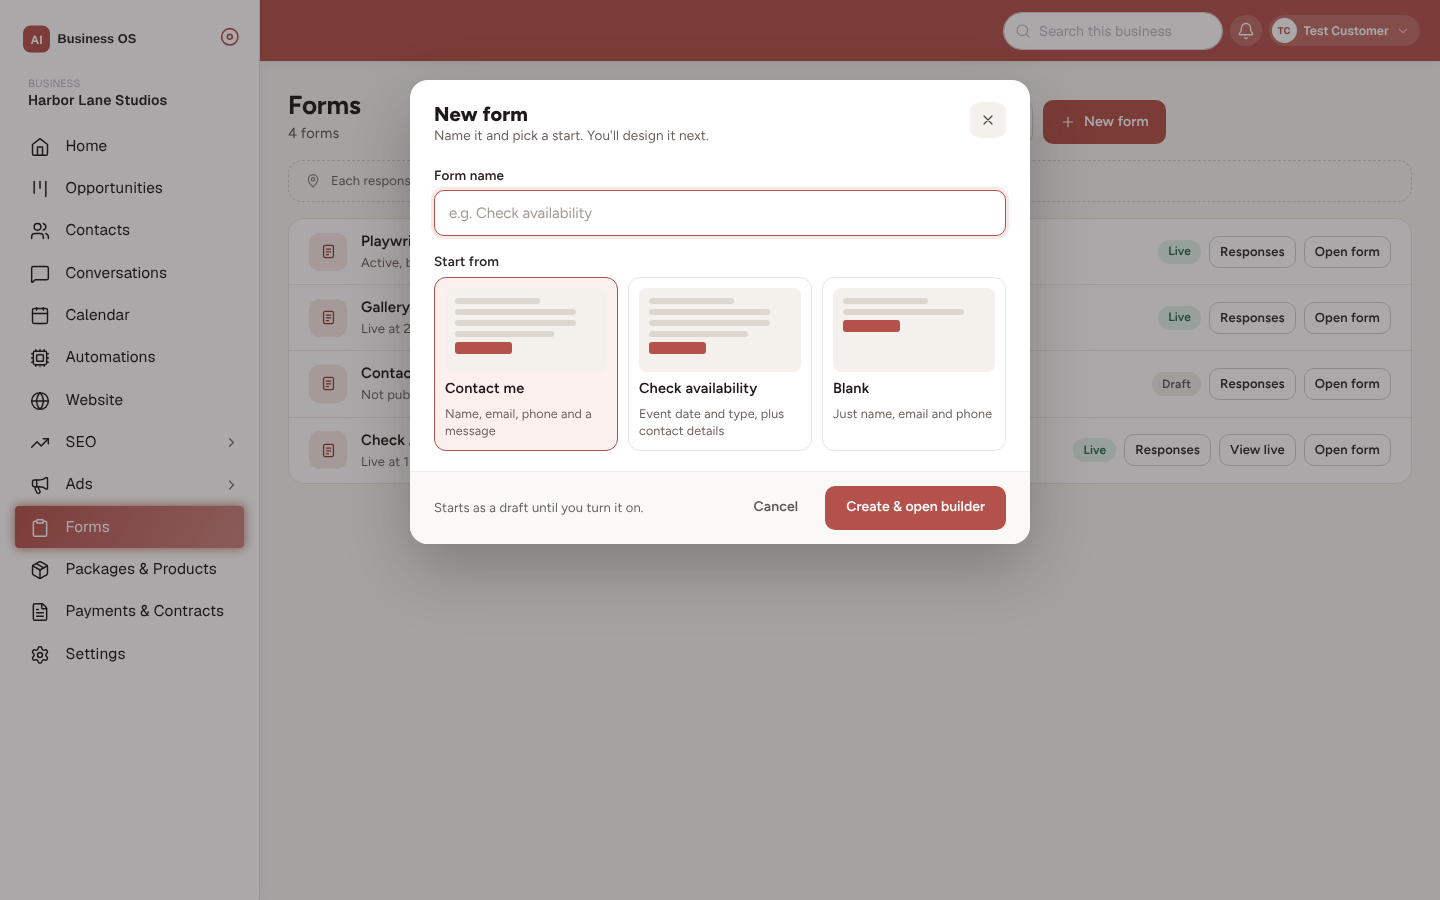 AI Business OS
Search this business
TC Test Customer
BUSINESS
Harbor Lane Studios
Home
Opportunities
Contacts
Conversations
Calendar
Automations
Website
SEO
Ads
Forms
Packages & Products
Payments & Contracts
Settings
Forms
4 forms
New form
Each respons
Playwri
Active, b
Live Responses Open form
Gallery
Live at 2
Live Responses Open form
Contac
Not pub
Draft Responses Open form
Check
Live at 1
Live Responses View live Open form
New form
Name it and pick a start. You'll design it next.
Form name
e.g. Check availability
Start from
Contact me
Name, email, phone and a
message
Check availability
Event date and type, plus
contact details
Blank
Just name, email and phone
Starts as a draft until you turn it on.
Cancel
Create & open builder